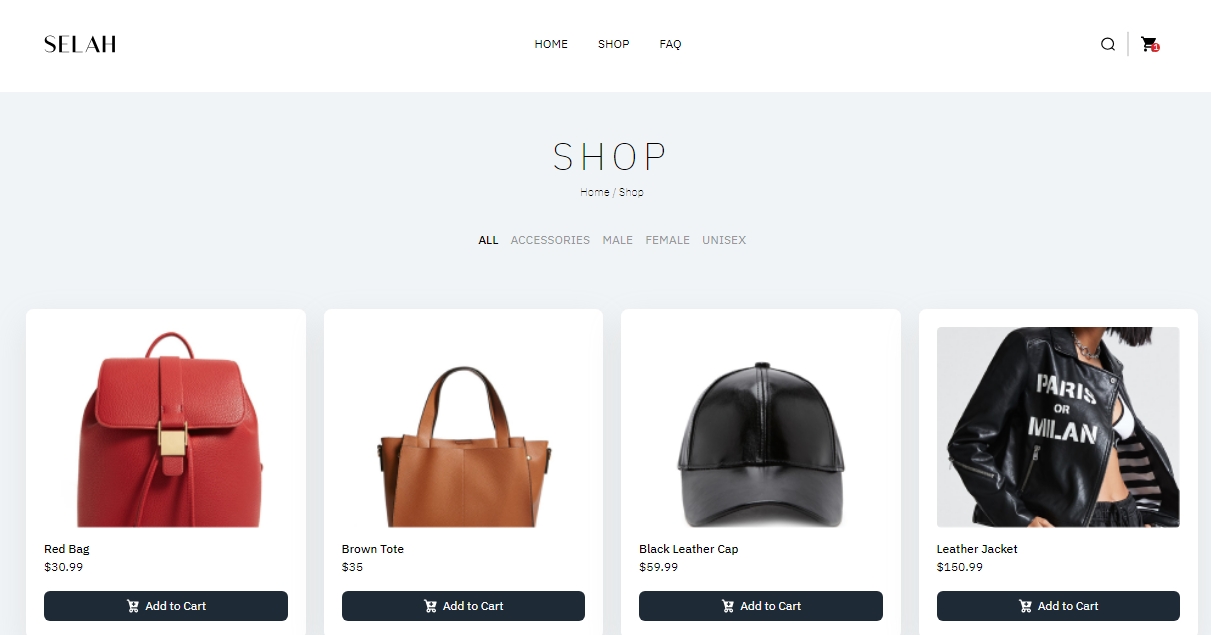 SELAH
HOME SHOP FAQ
1
SHOP
Home / Shop
ALL ACCESSORIES MALE FEMALE UNISEX
PARIS
OR
MILAN
Red Bag
$30.99
Add to Cart
Brown Tote
$35
Add to Cart
Black Leather Cap
$59.99
Add to Cart
Leather Jacket
$150.99
Add to Cart